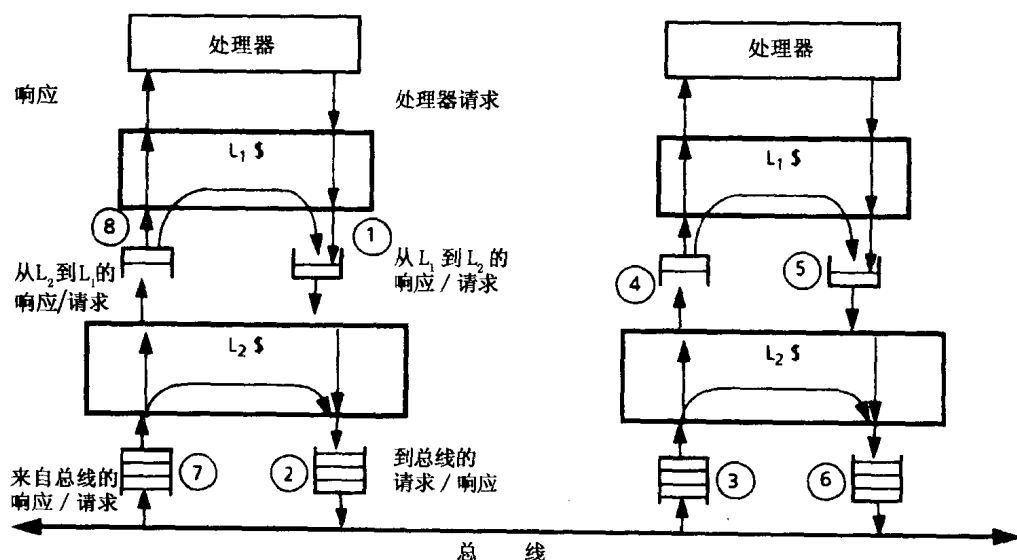 处理器
处理器
响应
处理器请求
L₁ $
L₁ $
⑧
①
从L₂到L₁的
响应/请求
从L₁到L₂的
响应/请求
④
⑤
L₂ $
L₂ $
来自总线的
响应/请求
⑦
②
到总线的
请求/响应
③
⑥
总线